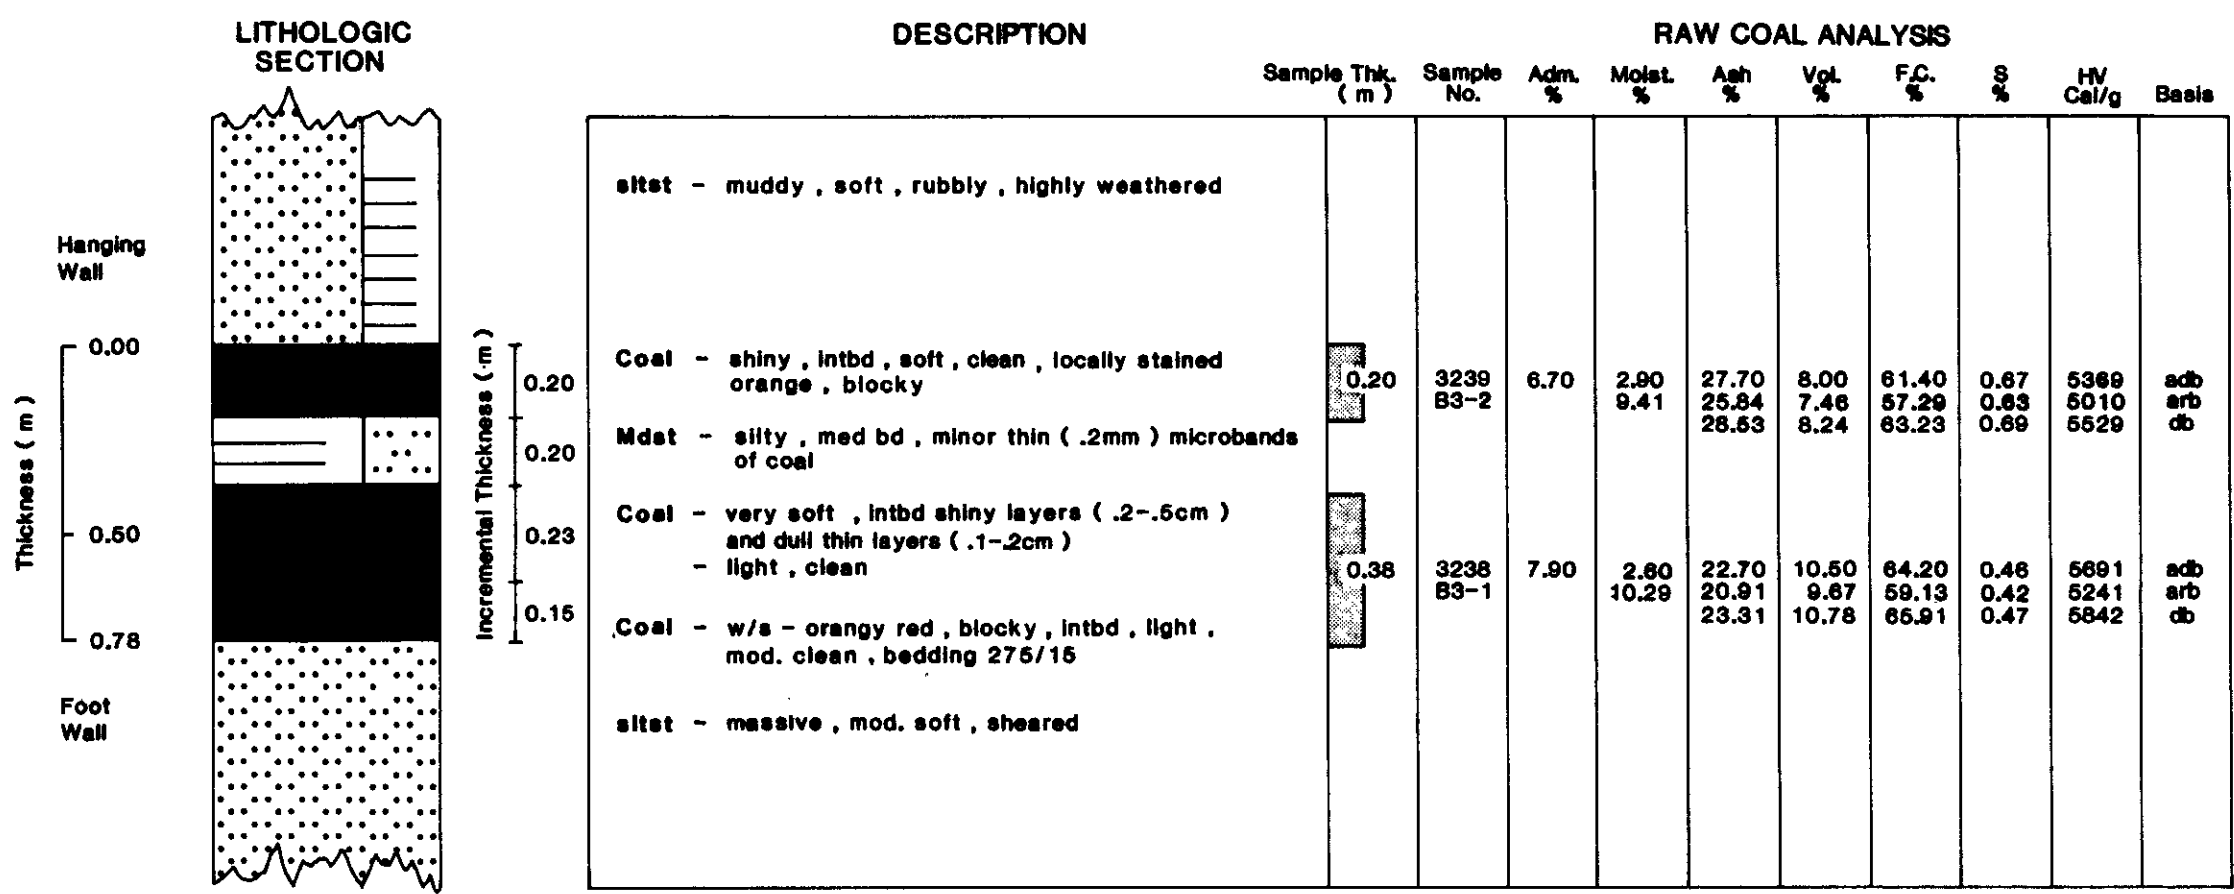 LITHOLOGIC
SECTION
DESCRIPTION
RAW COAL ANALYSIS
Sample Thk.
( m )
Sample
No.
Adm.
%
Moist.
%
Ash
%
Vol.
%
F.C.
%
S
%
HV
Cal/g
Basis
sltst - muddy , soft , rubbly , highly weathered
Hanging
Wall
Thickness ( m )
0.00
0.50
0.78
Incremental Thickness ( m )
0.20
0.20
0.23
0.15
Coal - shiny , intbd , soft , clean , locally stained
orange , blocky
0.20 3239 6.70 2.90 27.70 8.00 61.40 0.67 5369 adb
B3-2 9.41 25.84 7.46 57.29 0.63 5010 arb
28.53 8.24 63.23 0.69 5529 db
Mdst - silty , med bd , minor thin ( .2mm ) microbands
of coal
Coal - very soft , intbd shiny layers ( .2-.5cm )
and dull thin layers ( .1-.2cm )
- light , clean
0.38 3238 7.90 2.60 22.70 10.50 64.20 0.46 5691 adb
B3-1 10.29 20.91 9.67 59.13 0.42 5241 arb
23.31 10.78 65.91 0.47 5842 db
Coal - w/s - orangy red , blocky , intbd , light ,
mod. clean , bedding 275/15
Foot
Wall
sltst - massive , mod. soft , sheared